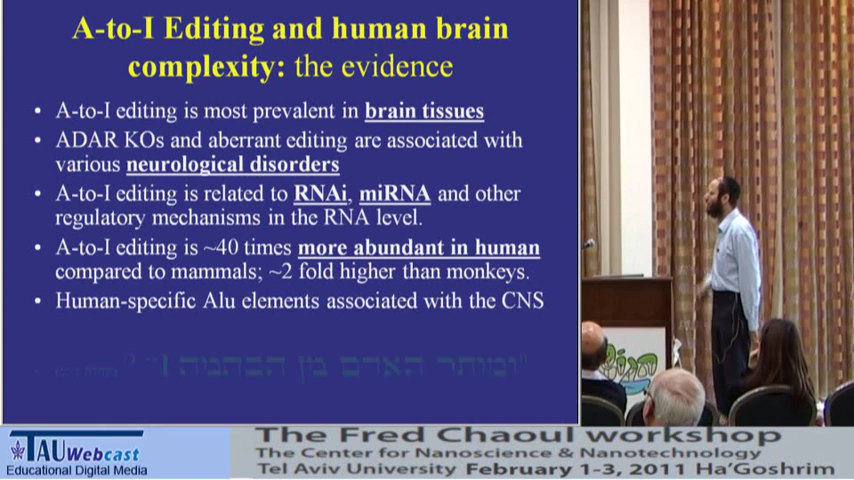 A-to-I Editing and human brain
complexity: the evidence
• A-to-I editing is most prevalent in brain tissues
• ADAR KOs and aberrant editing are associated with
various neurological disorders
• A-to-I editing is related to RNAi, miRNA and other
regulatory mechanisms in the RNA level.
• A-to-I editing is ~40 times more abundant in human
compared to mammals; ~2 fold higher than monkeys.
• Human-specific Alu elements associated with the CNS
"ומותר האדם מן הבהמה
TAU Webcast
Educational Digital Media
The Fred Chaoul workshop
The Center for Nanoscience & Nanotechnology
Tel Aviv University February 1-3, 2011 Ha'Goshrim